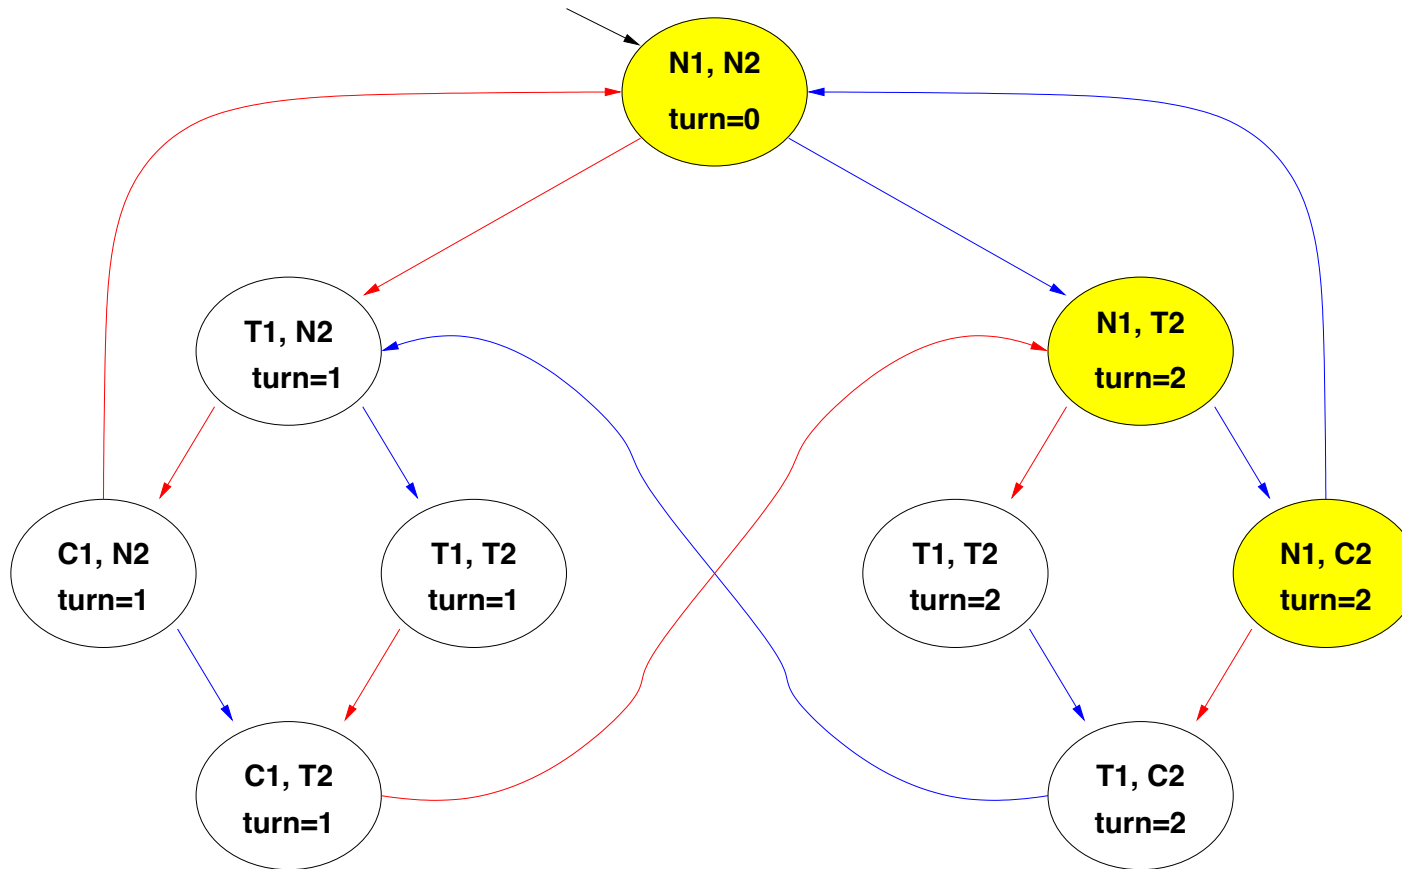 N1, N2
turn=0
T1, N2
turn=1
N1, T2
turn=2
C1, N2
turn=1
T1, T2
turn=1
T1, T2
turn=2
N1, C2
turn=2
C1, T2
turn=1
T1, C2
turn=2